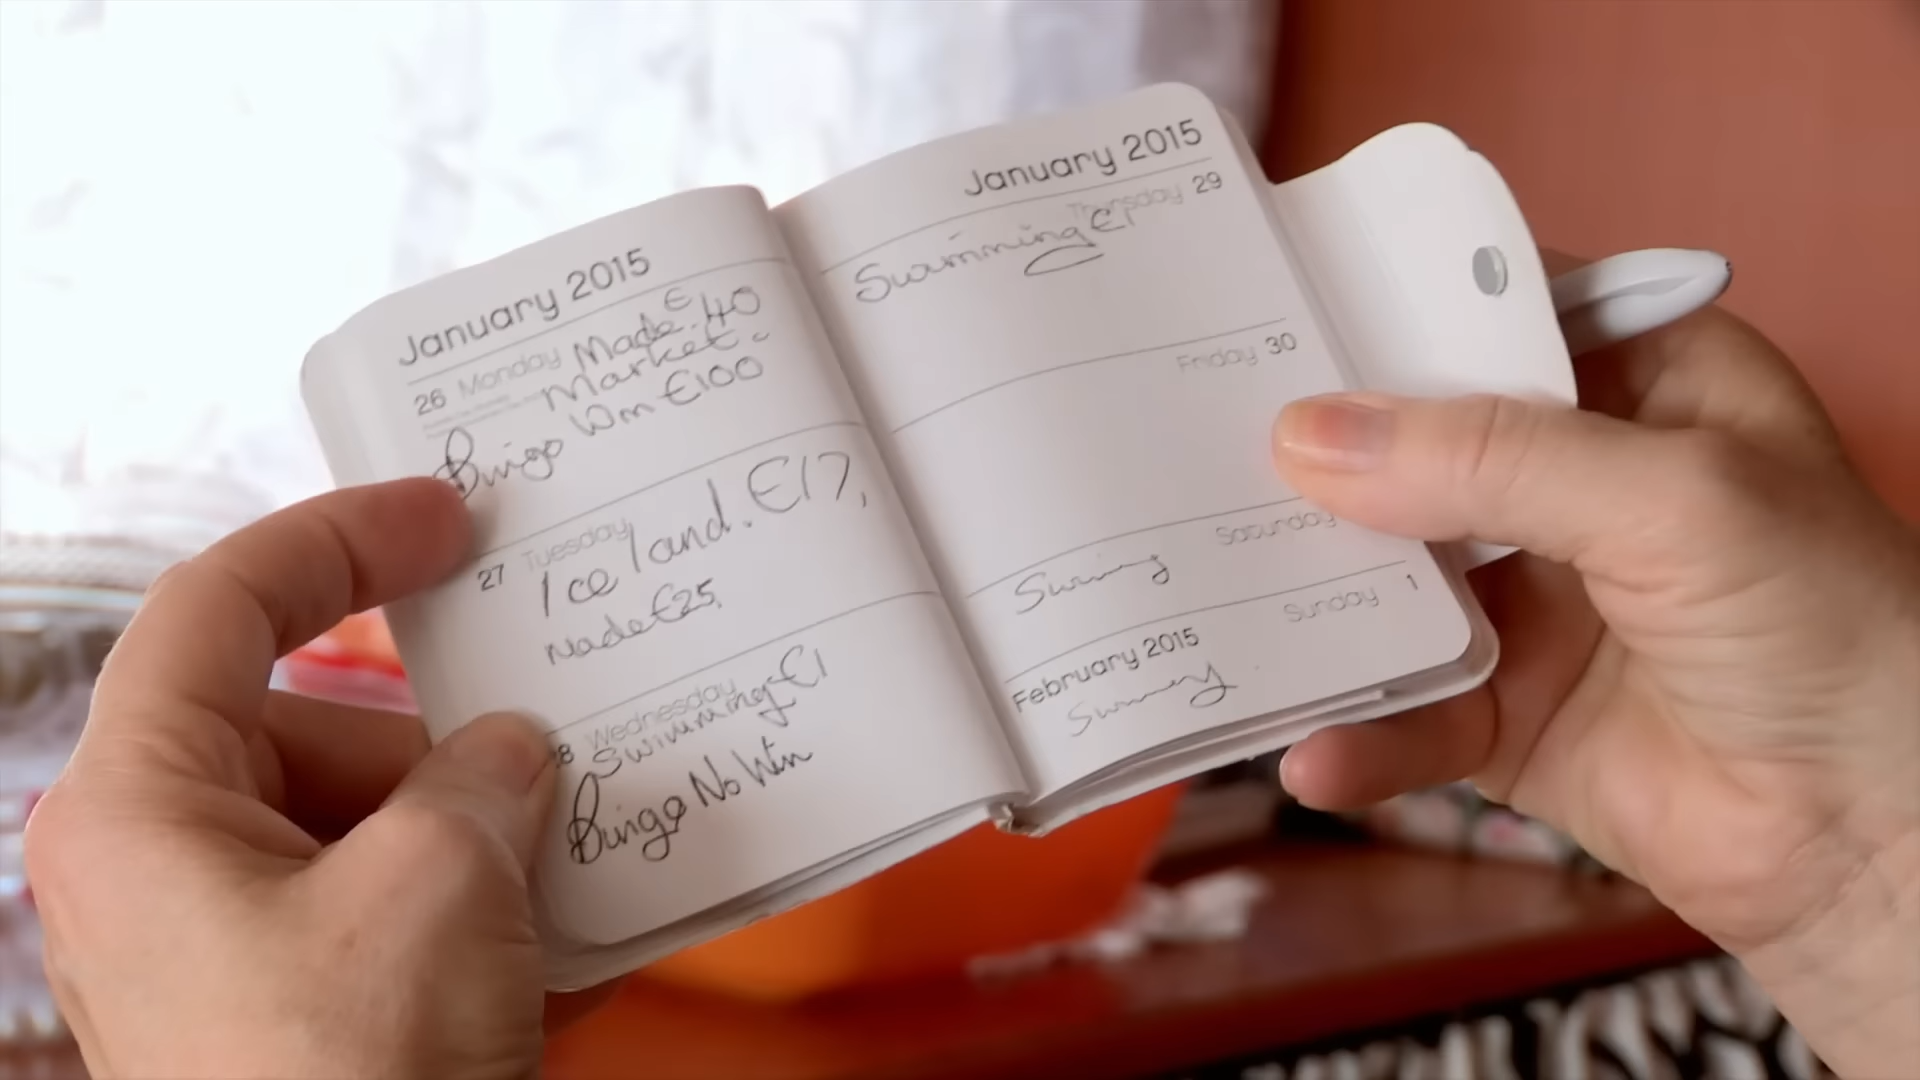 January 2015
26 Monday Made £40
Market.
Bingo Win £100
27 Tuesday
Iceland. £17,
Made £25,
8 Wednesday
Swimming £1
Bingo No Win
January 2015
Thursday 29
Swimming £1
Friday 30
Saturday
Sunday 1
February 2015